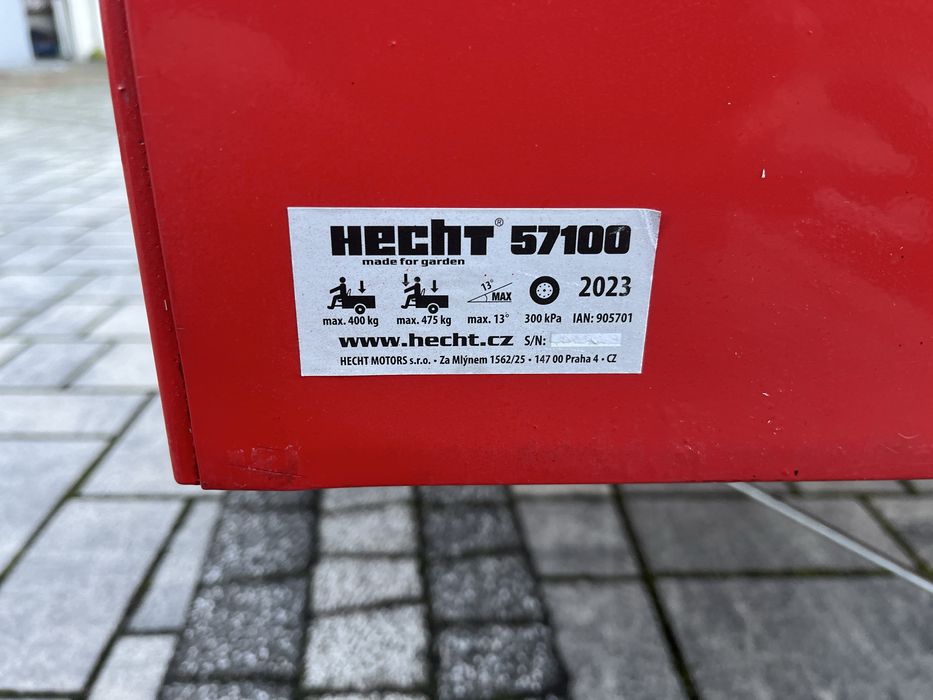 Hecht® 57100
made for garden
13° MAX 2023
max. 400 kg max. 475 kg max. 13° 300 kPa IAN: 905701
www.hecht.cz S/N:
HECHT MOTORS s.r.o. • Za Mlýnem 1562/25 • 147 00 Praha 4 • CZ